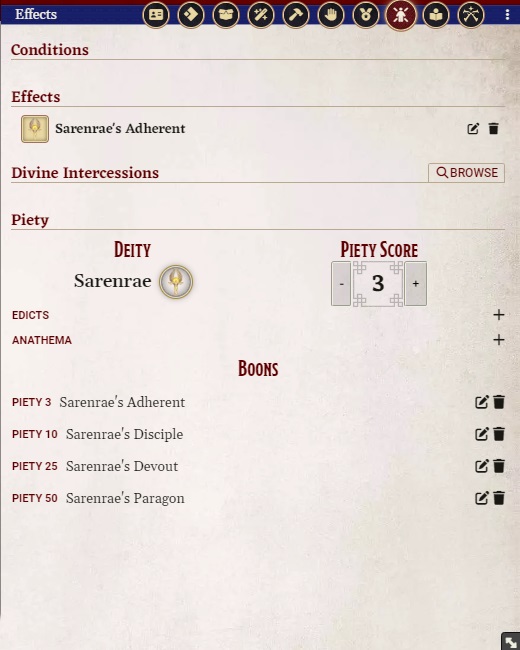 Effects
Conditions
Effects
Sarenrae's Adherent
Divine Intercessions
BROWSE
Piety
DEITY
PIETY SCORE
Sarenrae
- 3 +
EDICTS
ANATHEMA
BOONS
PIETY 3 Sarenrae's Adherent
PIETY 10 Sarenrae's Disciple
PIETY 25 Sarenrae's Devout
PIETY 50 Sarenrae's Paragon